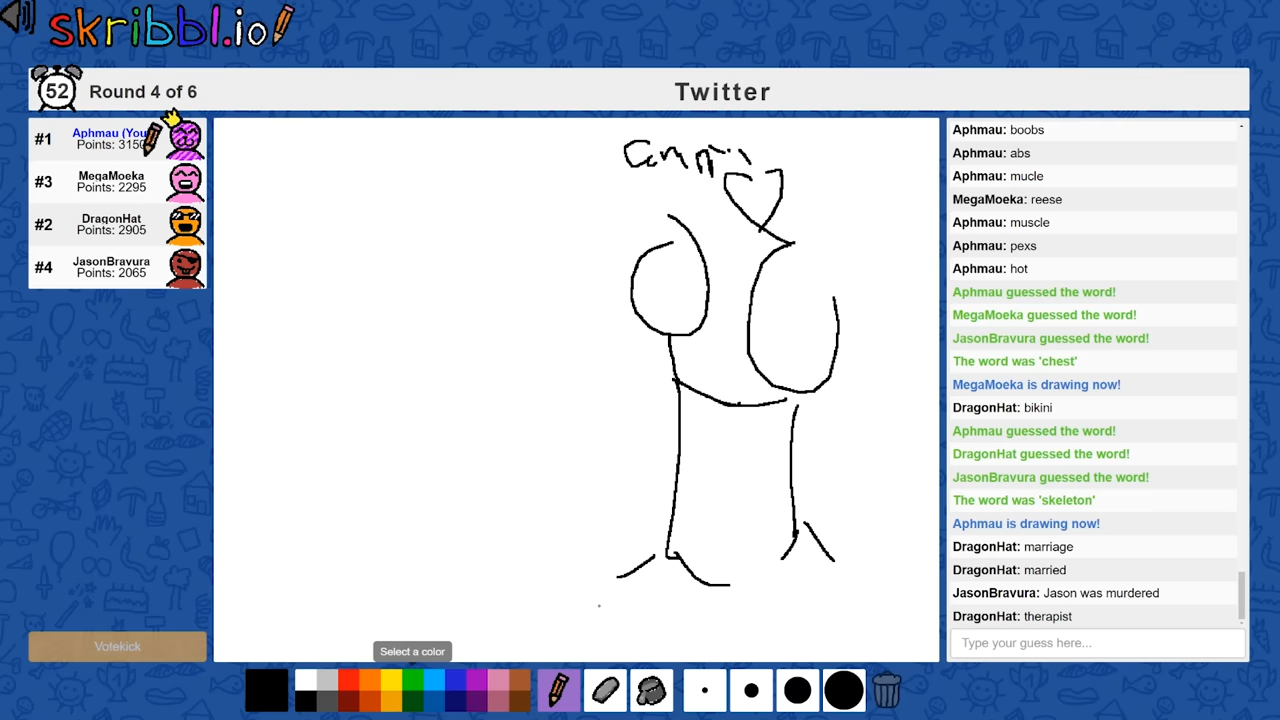 skribbl.io
52
Round 4 of 6
Twitter
#1
Aphmau (You
Points: 3150
#3
MegaMoeka
Points: 2295
#2
DragonHat
Points: 2905
#4
JasonBravura
Points: 2065
Votekick
Select a color
Aphmau: boobs
Aphmau: abs
Aphmau: mucle
MegaMoeka: reese
Aphmau: muscle
Aphmau: pexs
Aphmau: hot
Aphmau guessed the word!
MegaMoeka guessed the word!
JasonBravura guessed the word!
The word was 'chest'
MegaMoeka is drawing now!
DragonHat: bikini
Aphmau guessed the word!
DragonHat guessed the word!
JasonBravura guessed the word!
The word was 'skeleton'
Aphmau is drawing now!
DragonHat: marriage
DragonHat: married
JasonBravura: Jason was murdered
DragonHat: therapist
Type your guess here...